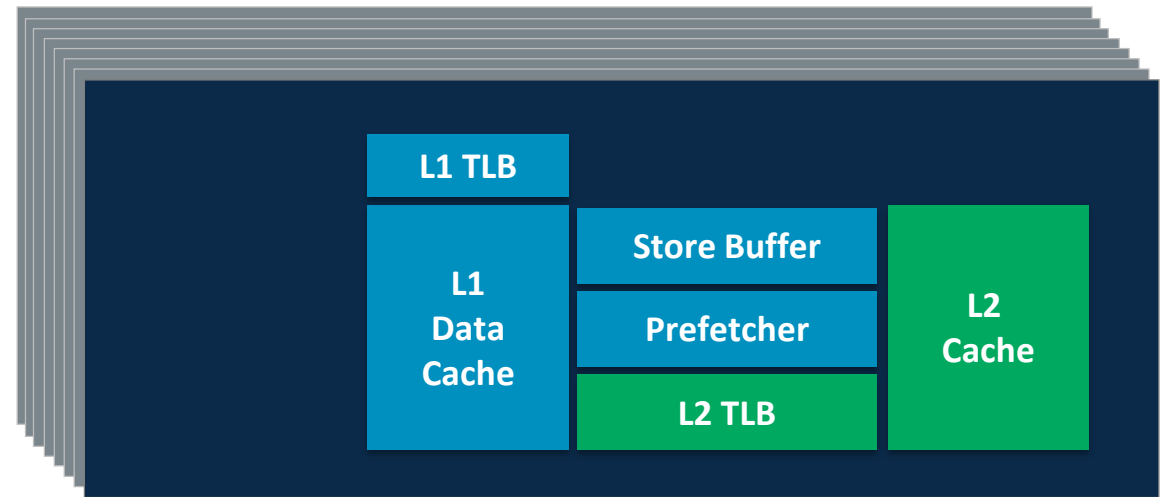 L1 TLB
L1
Data
Cache
Store Buffer
Prefetcher
L2 TLB
L2
Cache